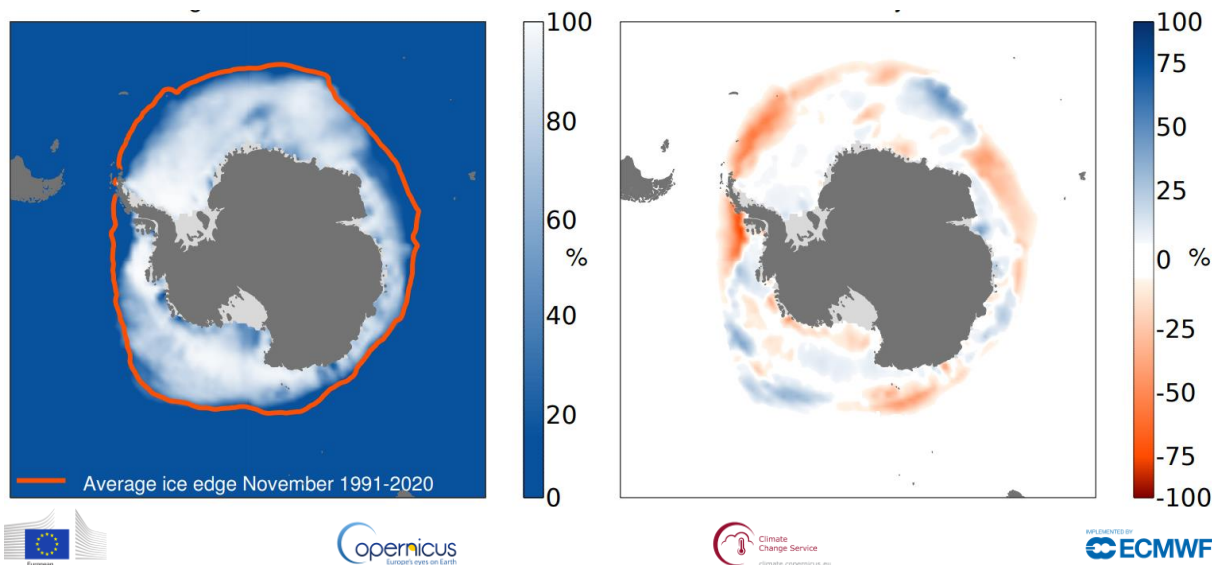 100
80
60
%
40
20
0
Average ice edge November 1991-2020
100
75
50
25
0 %
-25
-50
-75
-100
European
opernicus
Europe's eyes on Earth
Climate
Change Service
climate.copernicus.eu
IMPLEMENTED BY
ECMWF